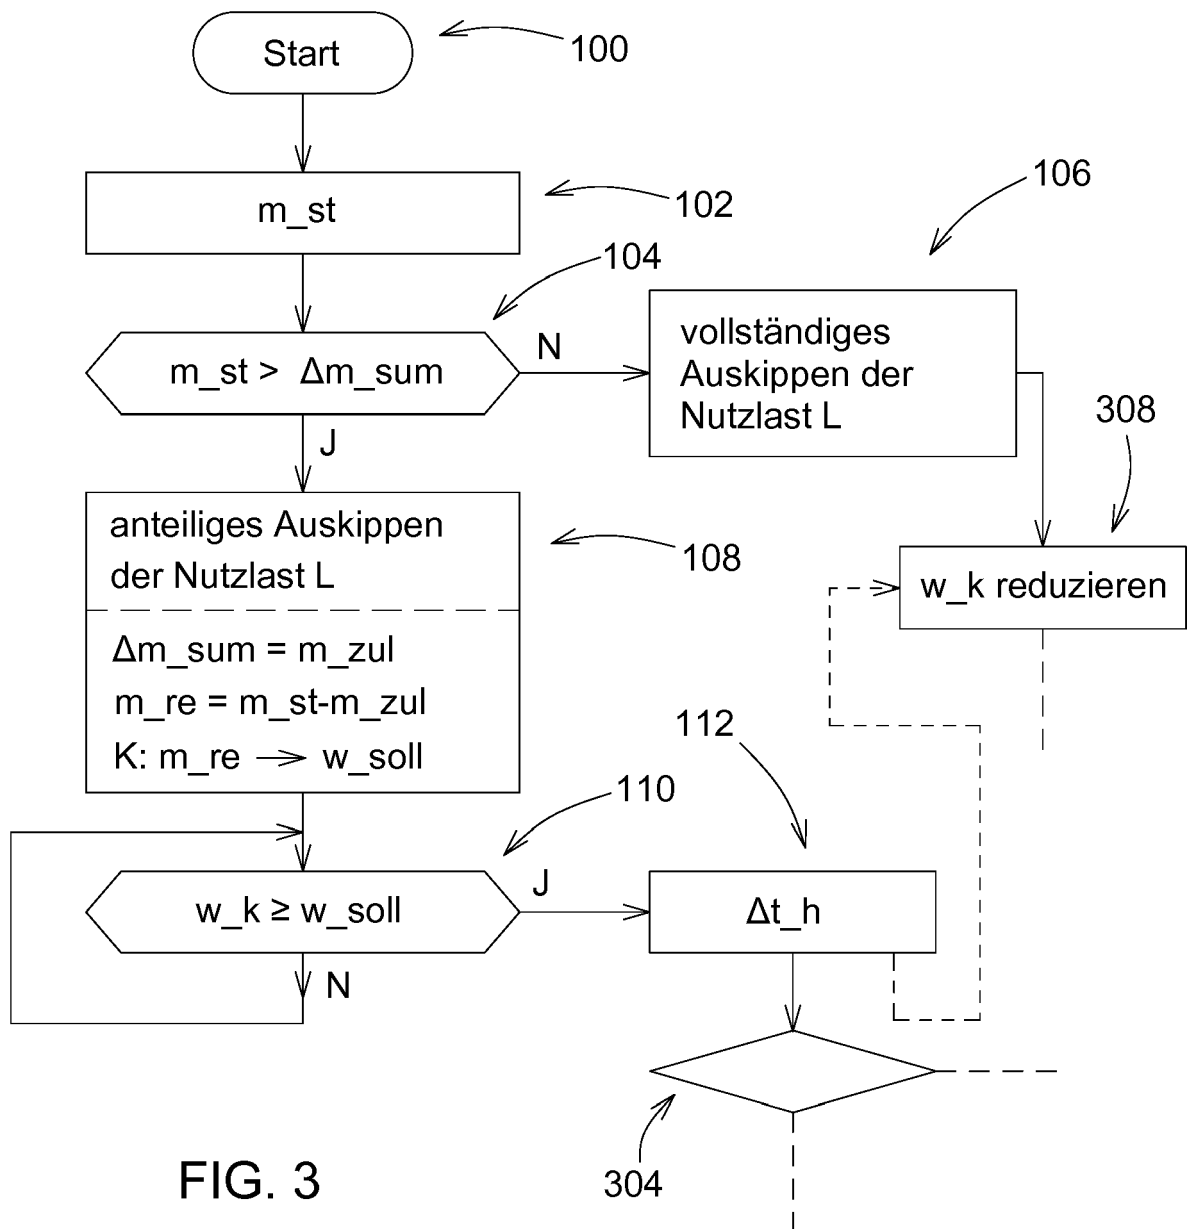 Start
100
m_st
102
104
106
m_st > Δm_sum
N
vollständiges
Auskippen der
Nutzlast L
J
308
anteiliges Auskippen
der Nutzlast L
108
w_k reduzieren
Δm_sum = m_zul
m_re = m_st-m_zul
K: m_re → w_soll
112
110
w_k ≥ w_soll
J
Δt_h
N
304
FIG. 3